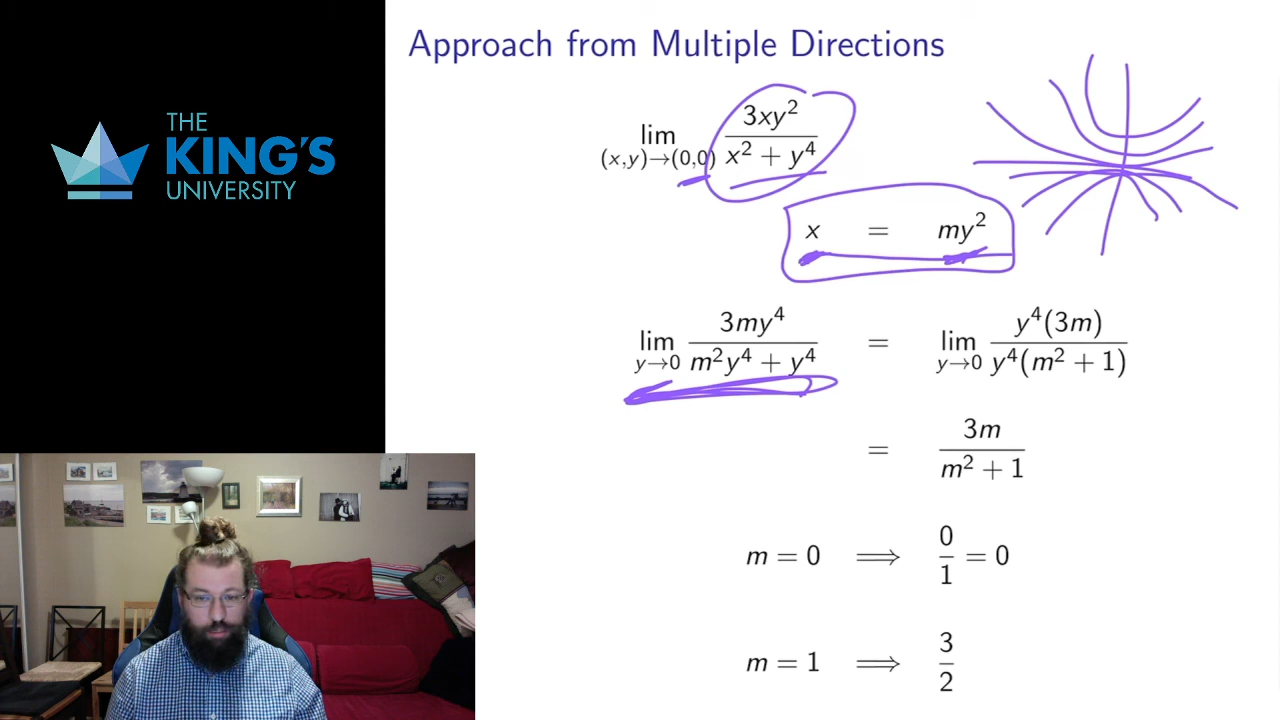 THE
KING'S
UNIVERSITY
Approach from Multiple Directions
lim (x,y)→(0,0) 3xy² / x² + y⁴
x = my²
lim y→0 3my⁴ / m²y⁴ + y⁴ = lim y→0 y⁴(3m) / y⁴(m² + 1)
= 3m / m² + 1
m = 0 ⟹ 0/1 = 0
m = 1 ⟹ 3/2